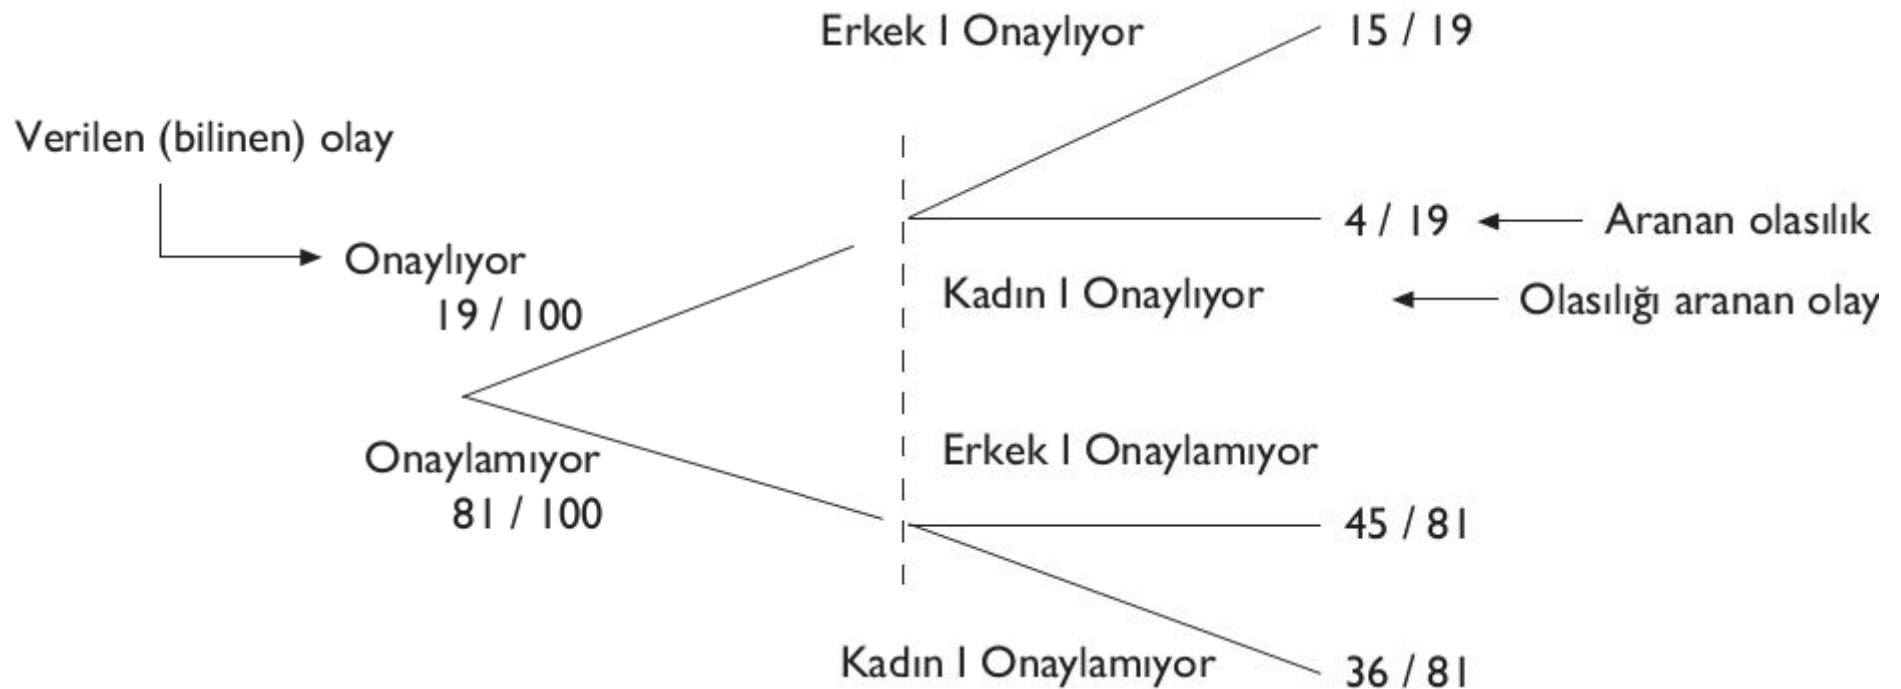 Erkek I Onaylıyor
15 / 19
Verilen (bilinen) olay
Onaylıyor
19 / 100
4 / 19
Aranan olasılık
Kadın I Onaylıyor
Olasılığı aranan olay
Onaylamıyor
81 / 100
Erkek I Onaylamıyor
45 / 81
Kadın I Onaylamıyor
36 / 81